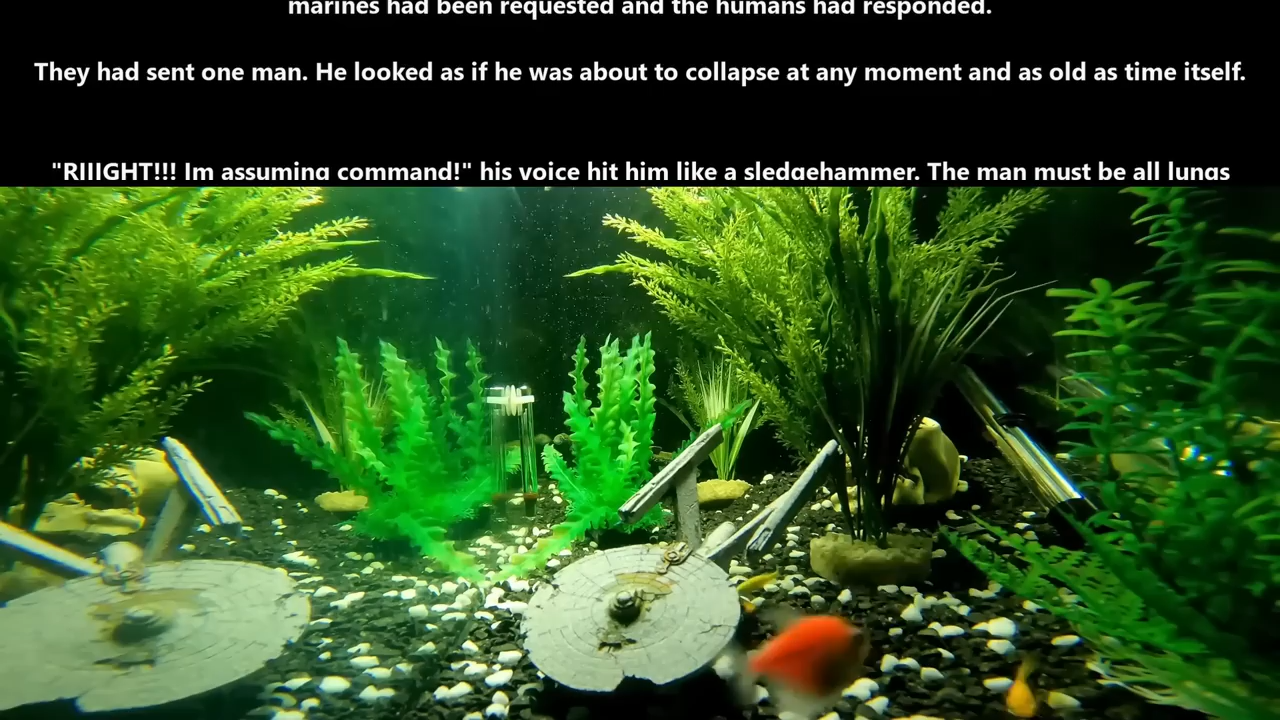 marines had been requested and the humans had responded.
They had sent one man. He looked as if he was about to collapse at any moment and as old as time itself.
"RIIIGHT!!! Im assuming command!" his voice hit him like a sledgehammer. The man must be all lungs